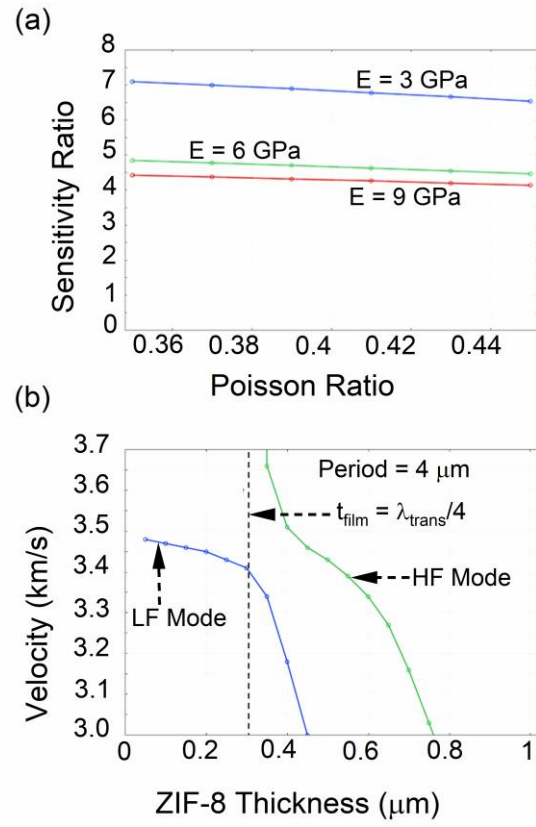 (a)
8
7
6
5
4
3
2
1
0
Sensitivity Ratio
E = 3 GPa
E = 6 GPa
E = 9 GPa
0.36 0.38 0.4 0.42 0.44
Poisson Ratio
(b)
3.7
3.6
3.5
3.4
3.3
3.2
3.1
3.0
Velocity (km/s)
Period = 4 μm
t_film = λ_trans/4
HF Mode
LF Mode
0 0.2 0.4 0.6 0.8 1
ZIF-8 Thickness (μm)